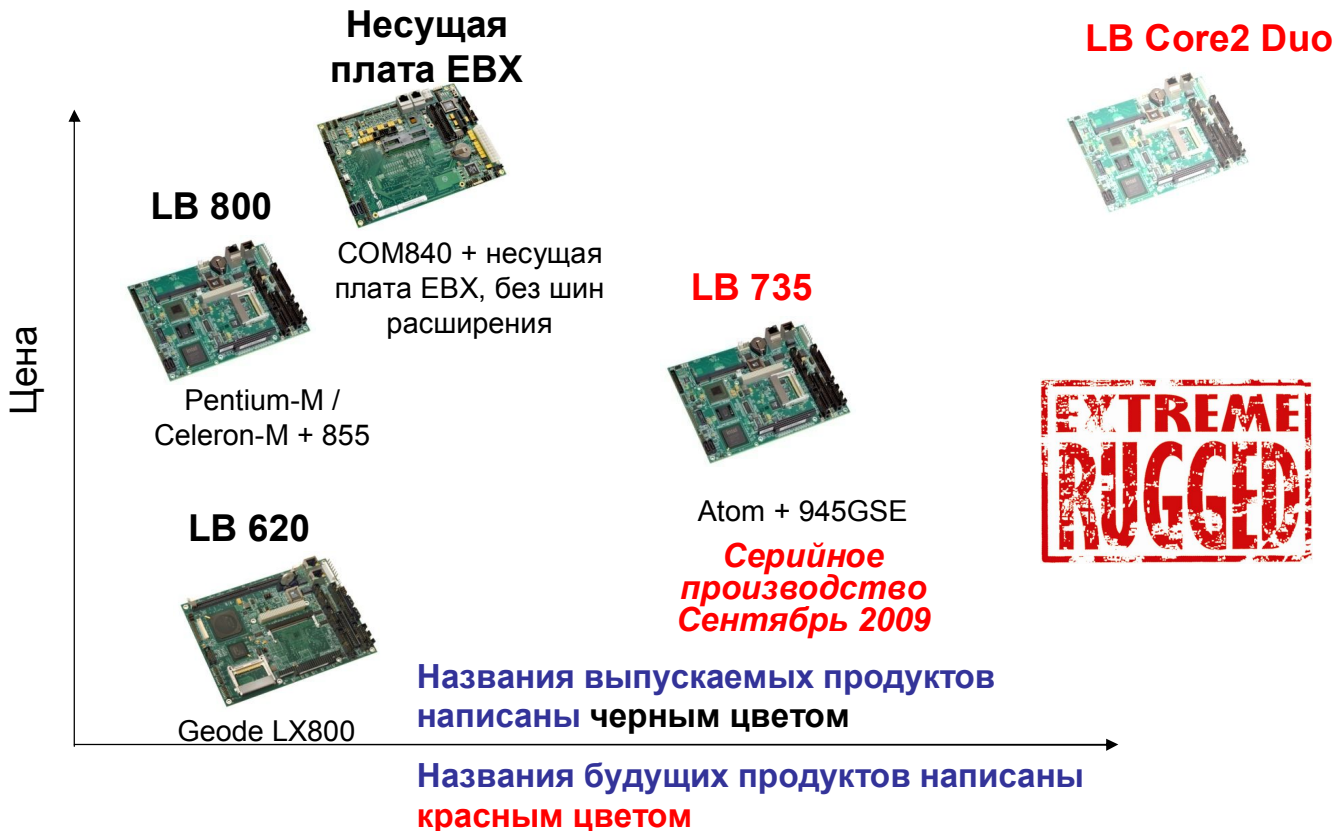 Несущая
плата EBX
LB Core2 Duo
LB 800
COM840 + несущая
плата EBX, без шин
расширения
LB 735
Цена
Pentium-M /
Celeron-M + 855
EXTREME
RUGGED
Atom + 945GSE
LB 620
Серийное
производство
Сентябрь 2009
Geode LX800
Названия выпускаемых продуктов
написаны черным цветом
Названия будущих продуктов написаны
красным цветом